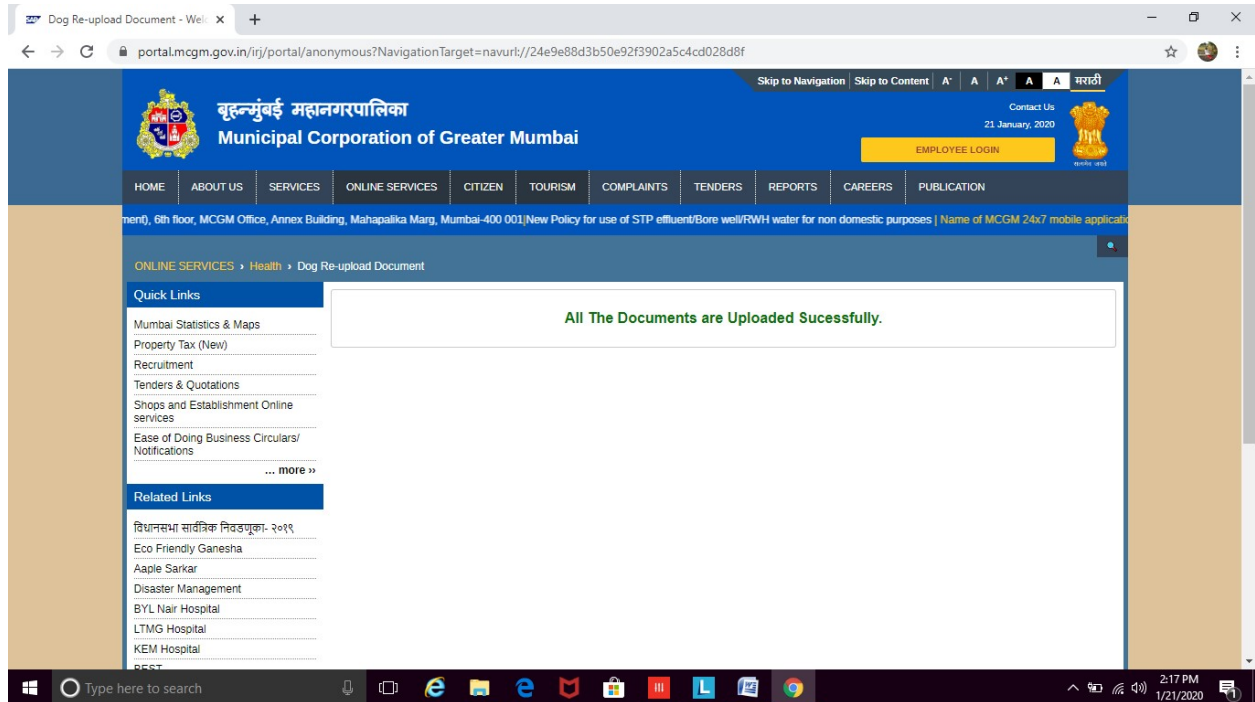 Dog Re-upload Document - Wel
portal.mcgm.gov.in/irj/portal/anonymous?NavigationTarget=navurl://24e9e88d3b50e92f3902a5c4cd028d8f
Skip to Navigation | Skip to Content | A- | A | A+ A A मराठी
बृहन्मुंबई महानगरपालिका
Municipal Corporation of Greater Mumbai
Contact Us
21 January, 2020
EMPLOYEE LOGIN
सत्यमेव जयते
HOME ABOUT US SERVICES ONLINE SERVICES CITIZEN TOURISM COMPLAINTS TENDERS REPORTS CAREERS PUBLICATION
ment), 6th floor, MCGM Office, Annex Building, Mahapalika Marg, Mumbai-400 001|New Policy for use of STP effluent/Bore well/RWH water for non domestic purposes | Name of MCGM 24x7 mobile applicatio
ONLINE SERVICES › Health › Dog Re-upload Document
Quick Links
All The Documents are Uploaded Sucessfully.
Mumbai Statistics & Maps
Property Tax (New)
Recruitment
Tenders & Quotations
Shops and Establishment Online
services
Ease of Doing Business Circulars/
Notifications
... more ››
Related Links
विधानसभा सार्वत्रिक निवडणूका- २०१९
Eco Friendly Ganesha
Aaple Sarkar
Disaster Management
BYL Nair Hospital
LTMG Hospital
KEM Hospital
BEST
Type here to search
2:17 PM
1/21/2020